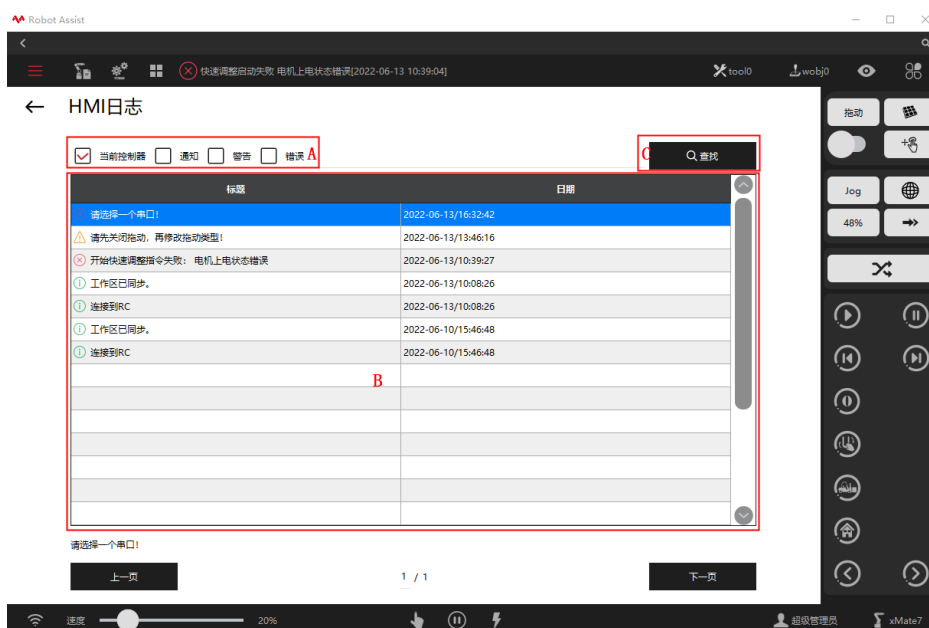 Robot Assist
快速调整启动失败 电机上电状态错误[2022-06-13 10:39:04]
tool0
wobj0
HMI日志
当前控制器 通知 警告 错误 A
C 查找
标题 日期
请选择一个串口! 2022-06-13/16:32:42
请先关闭拖动，再修改拖动类型! 2022-06-13/13:46:16
开始快速调整指令失败： 电机上电状态错误 2022-06-13/10:39:27
工作区已同步。 2022-06-13/10:08:26
连接到RC 2022-06-13/10:08:26
工作区已同步。 2022-06-10/15:46:48
连接到RC 2022-06-10/15:46:48
B
请选择一个串口!
上一页 1 / 1 下一页
拖动
Jog
48%
速度 20% 超级管理员 xMate7